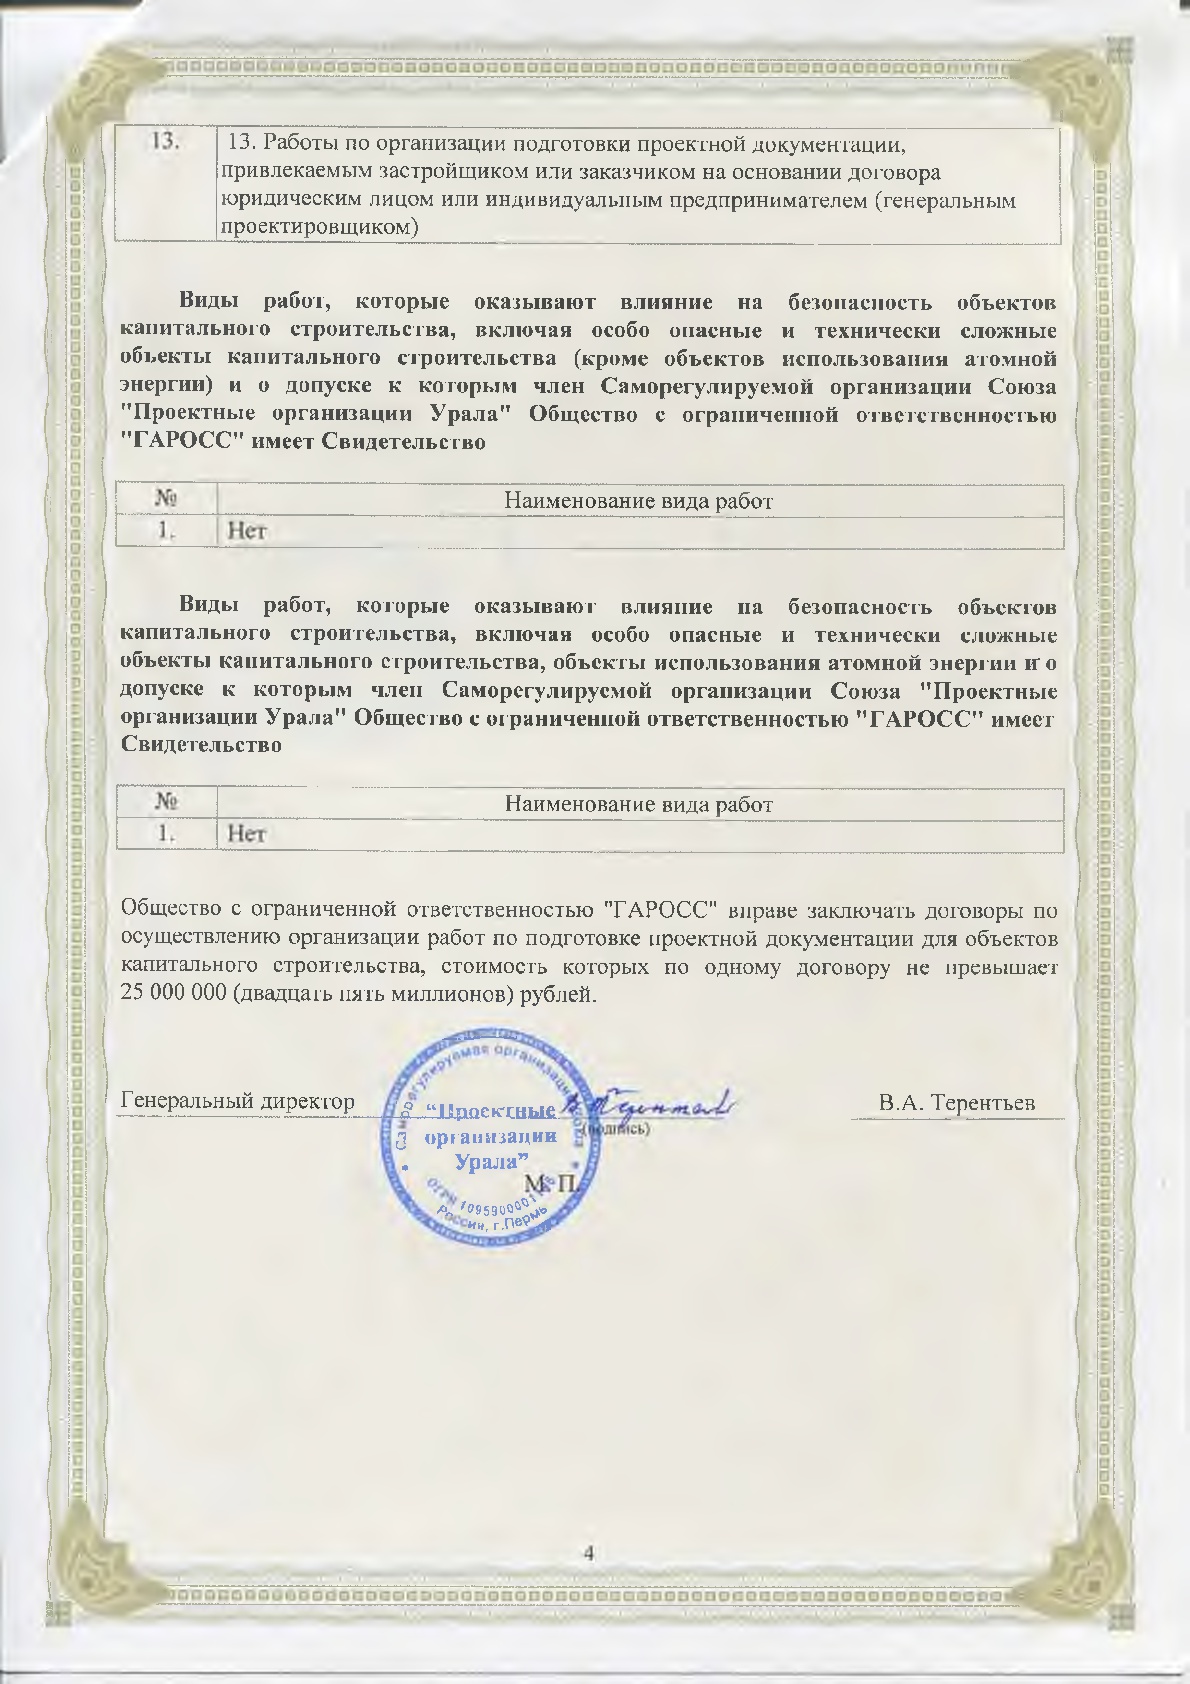 13. 13. Работы по организации подготовки проектной документации,
привлекаемым застройщиком или заказчиком на основании договора
юридическим лицом или индивидуальным предпринимателем (генеральным
проектировщиком)
Виды работ, которые оказывают влияние на безопасность объектов
капитального строительства, включая особо опасные и технически сложные
объекты капитального строительства (кроме объектов использования атомной
энергии) и о допуске к которым член Саморегулируемой организации Союза
"Проектные организации Урала" Общество с ограниченной ответственностью
"ГАРОСС" имеет Свидетельство
№ Наименование вида работ
1. Нет
Виды работ, которые оказывают влияние на безопасность объектов
капитального строительства, включая особо опасные и технически сложные
объекты капитального строительства, объекты использования атомной энергии и о
допуске к которым член Саморегулируемой организации Союза "Проектные
организации Урала" Общество с ограниченной ответственностью "ГАРОСС" имеет
Свидетельство
№ Наименование вида работ
1. Нет
Общество с ограниченной ответственностью "ГАРОСС" вправе заключать договоры по
осуществлению организации работ по подготовке проектной документации для объектов
капитального строительства, стоимость которых по одному договору не превышает
25 000 000 (двадцать пять миллионов) рублей.
Генеральный директор В.А. Терентьев
(подпись)
Саморегулируемая организация
“Проектные
организации
Урала”
М. П.
ОГРН
Россия, г.Пермь
4